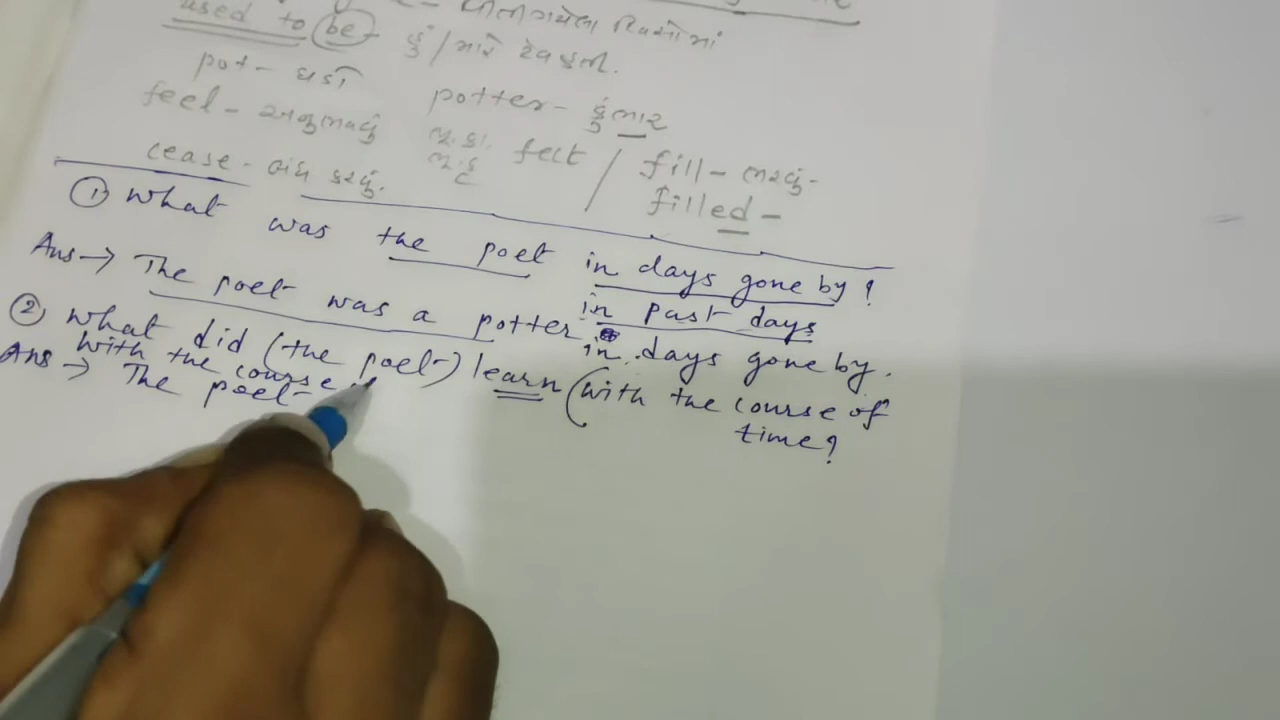 used to be - હું / મારે ટેવ હતી.
pot - ઘડો
potter - કુંભાર
feel - અનુભવવું
ભૂ.કા. felt / fill - ભરવું -
ભૂ.કૃ
filled -
cease - બંધ કરવું.
① What was the poet in days gone by?
in past days
Ans → The poet was a potter in days gone by.
② What did (the poet) learn (with the course of
time?
with the course
Ans → The poet